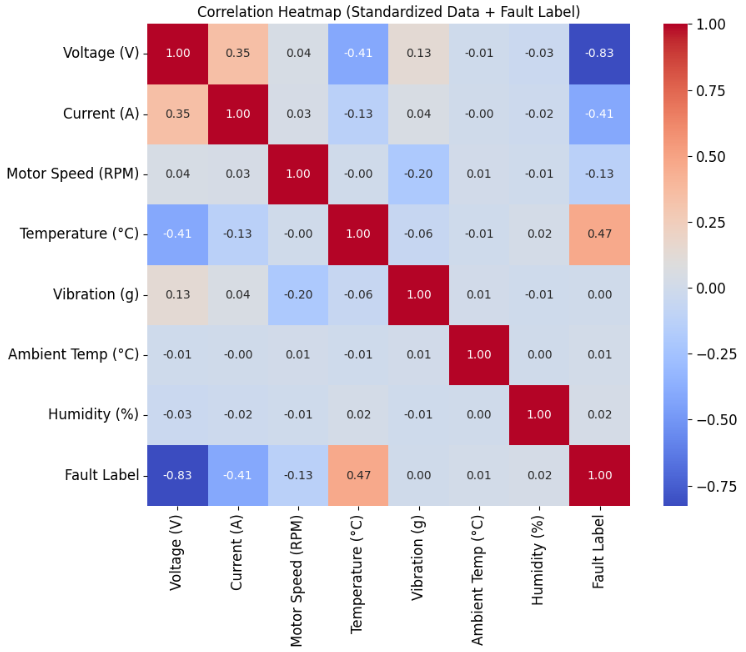 Correlation Heatmap (Standardized Data + Fault Label)
Voltage (V) 1.00 0.35 0.04 -0.41 0.13 -0.01 -0.03 -0.83
Current (A) 0.35 1.00 0.03 -0.13 0.04 -0.00 -0.02 -0.41
Motor Speed (RPM) 0.04 0.03 1.00 -0.00 -0.20 0.01 -0.01 -0.13
Temperature (°C) -0.41 -0.13 -0.00 1.00 -0.06 -0.01 0.02 0.47
Vibration (g) 0.13 0.04 -0.20 -0.06 1.00 0.01 -0.01 0.00
Ambient Temp (°C) -0.01 -0.00 0.01 -0.01 0.01 1.00 0.00 0.01
Humidity (%) -0.03 -0.02 -0.01 0.02 -0.01 0.00 1.00 0.02
Fault Label -0.83 -0.41 -0.13 0.47 0.00 0.01 0.02 1.00
Voltage (V)
Current (A)
Motor Speed (RPM)
Temperature (°C)
Vibration (g)
Ambient Temp (°C)
Humidity (%)
Fault Label
1.00
0.75
0.50
0.25
0.00
−0.25
−0.50
−0.75